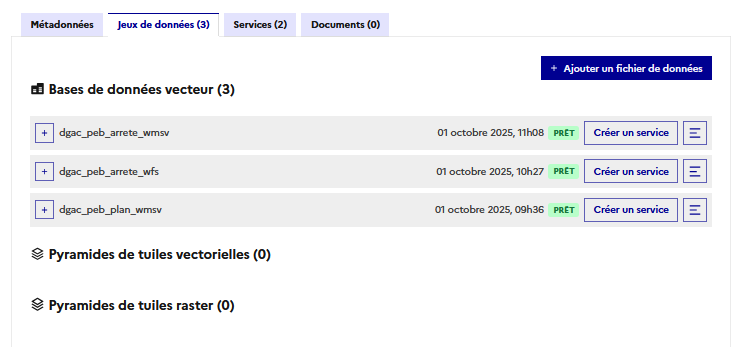 Métadonnées Jeux de données (3) Services (2) Documents (0)
+ Ajouter un fichier de données
Bases de données vecteur (3)
+ dgac_peb_arrete_wmsv 01 octobre 2025, 11h08 PRÊT Créer un service
+ dgac_peb_arrete_wfs 01 octobre 2025, 10h27 PRÊT Créer un service
+ dgac_peb_plan_wmsv 01 octobre 2025, 09h36 PRÊT Créer un service
Pyramides de tuiles vectorielles (0)
Pyramides de tuiles raster (0)